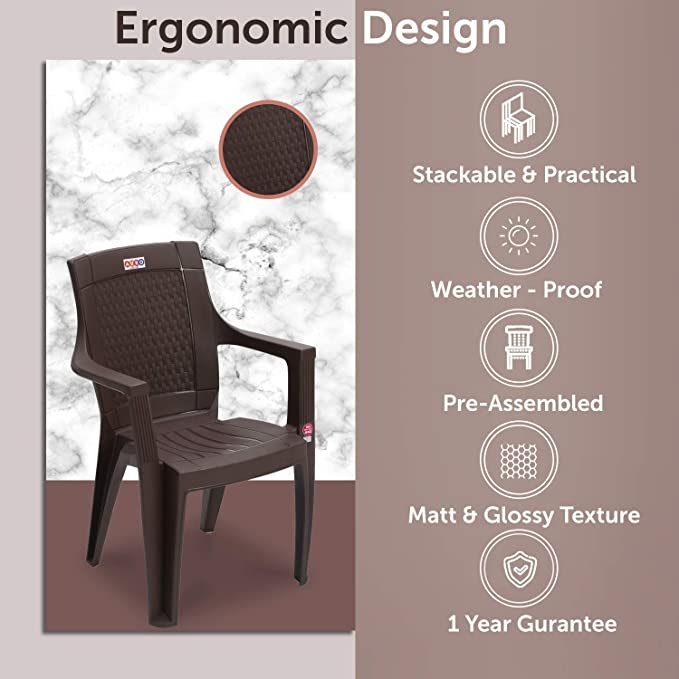 Ergonomic Design
Stackable & Practical
Weather - Proof
Pre-Assembled
Matt & Glossy Texture
1 Year Gurantee